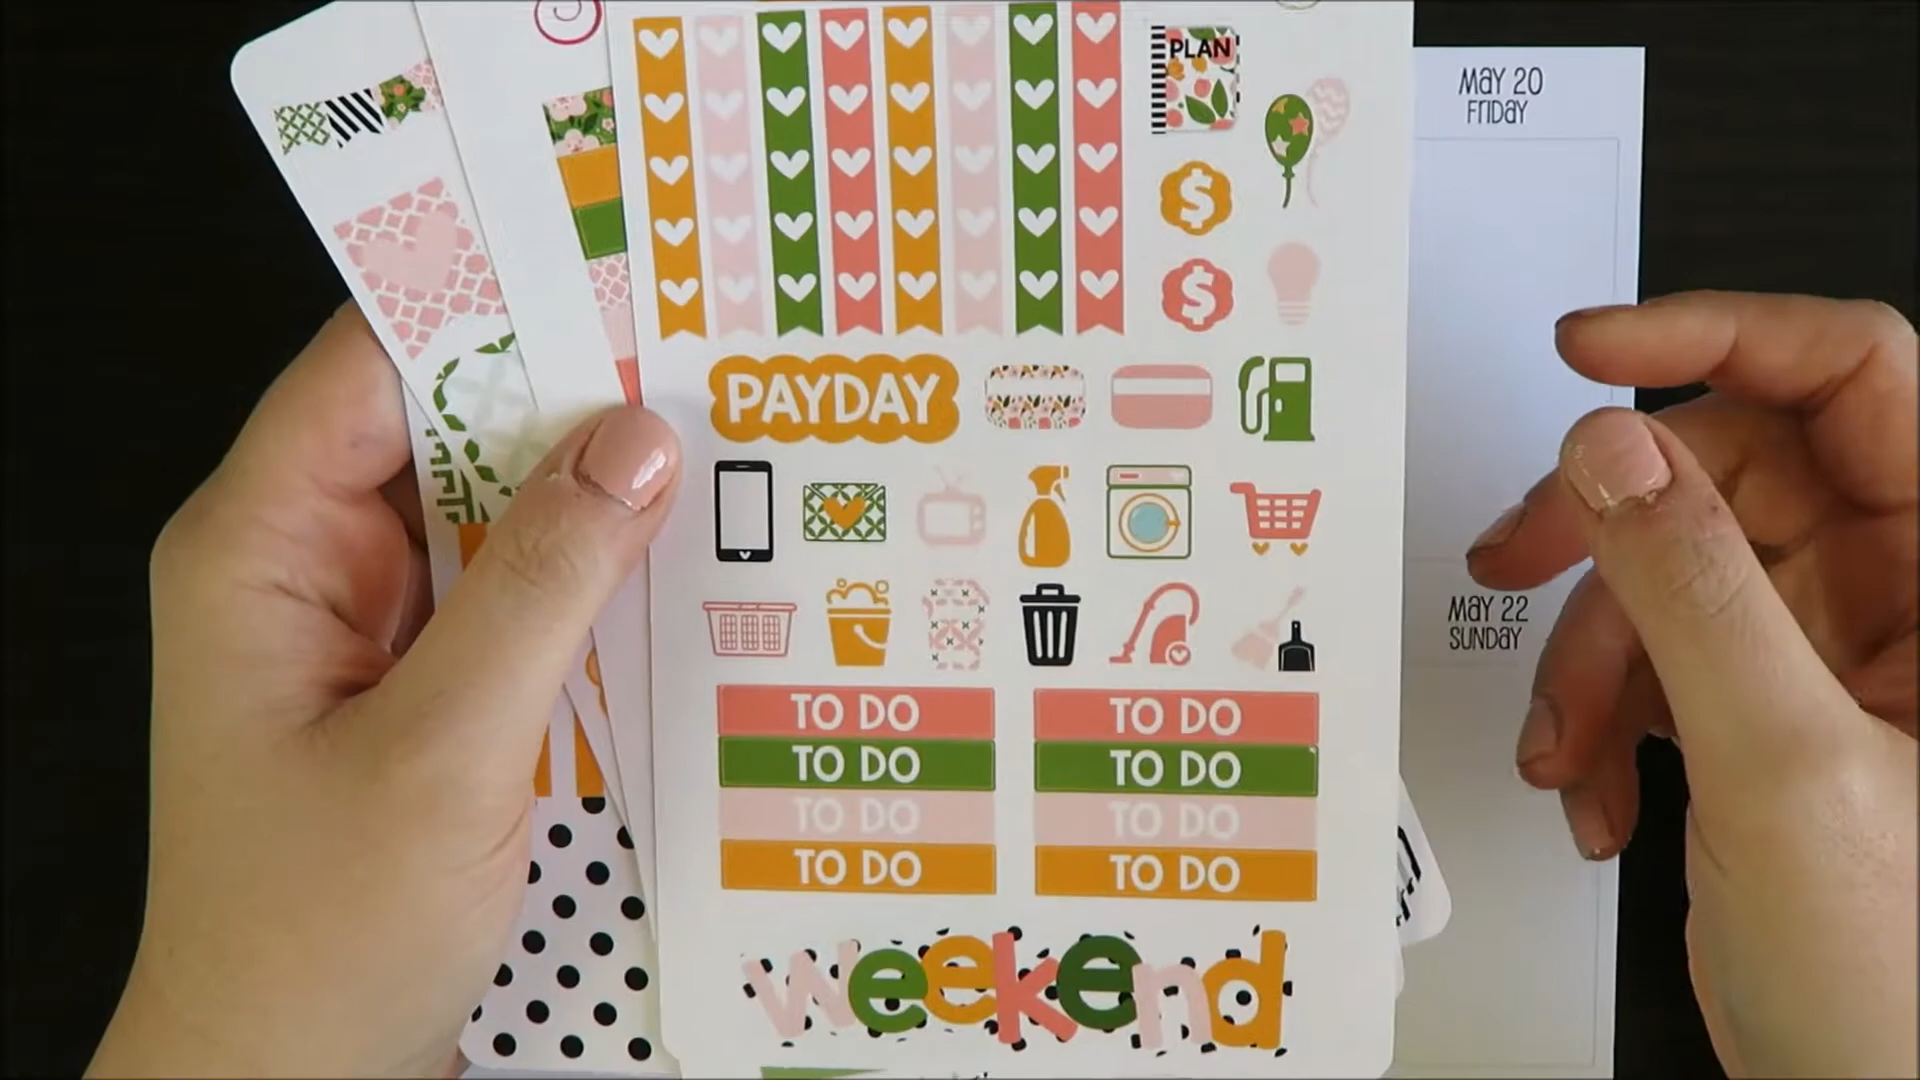 PLAN
MAY 20
FRIDAY
$
$
PAYDAY
MAY 22
SUNDAY
TO DO
TO DO
TO DO
TO DO
TO DO
TO DO
TO DO
TO DO
weekend